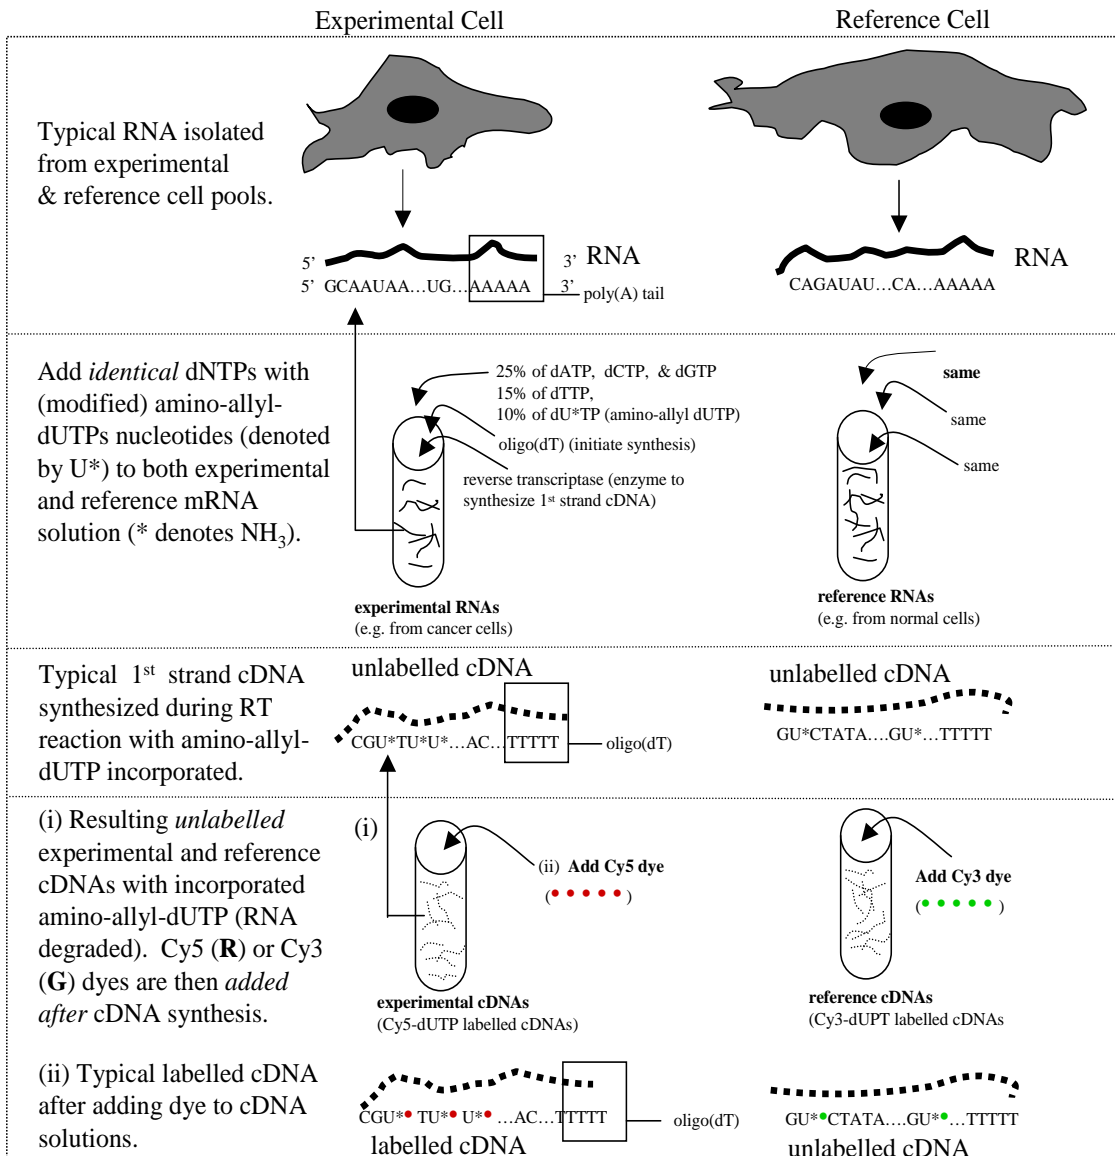 Experimental Cell
Reference Cell
Typical RNA isolated
from experimental
& reference cell pools.
5’ 3’ RNA
5’ GCAAUAA…UG…AAAAA 3’
poly(A) tail
RNA
CAGAUAU…CA…AAAAA
Add identical dNTPs with
(modified) amino-allyl-
dUTPs nucleotides (denoted
by U*) to both experimental
and reference mRNA
solution (* denotes NH3).
25% of dATP, dCTP, & dGTP
15% of dTTP,
10% of dU*TP (amino-allyl dUTP)
oligo(dT) (initiate synthesis)
reverse transcriptase (enzyme to
synthesize 1st strand cDNA)
experimental RNAs
(e.g. from cancer cells)
same
same
same
reference RNAs
(e.g. from normal cells)
Typical 1st strand cDNA
synthesized during RT
reaction with amino-allyl-
dUTP incorporated.
unlabelled cDNA
CGU*TU*U*…AC…TTTTT
oligo(dT)
unlabelled cDNA
GU*CTATA….GU*…TTTTT
(i) Resulting unlabelled
experimental and reference
cDNAs with incorporated
amino-allyl-dUTP (RNA
degraded). Cy5 (R) or Cy3
(G) dyes are then added
after cDNA synthesis.
(i)
(ii) Add Cy5 dye
(•••••)
experimental cDNAs
(Cy5-dUTP labelled cDNAs)
Add Cy3 dye
(•••••)
reference cDNAs
(Cy3-dUPT labelled cDNAs
(ii) Typical labelled cDNA
after adding dye to cDNA
solutions.
CGU*• TU*• U*• …AC…TTTTT
oligo(dT)
labelled cDNA
GU*•CTATA….GU*•…TTTTT
unlabelled cDNA